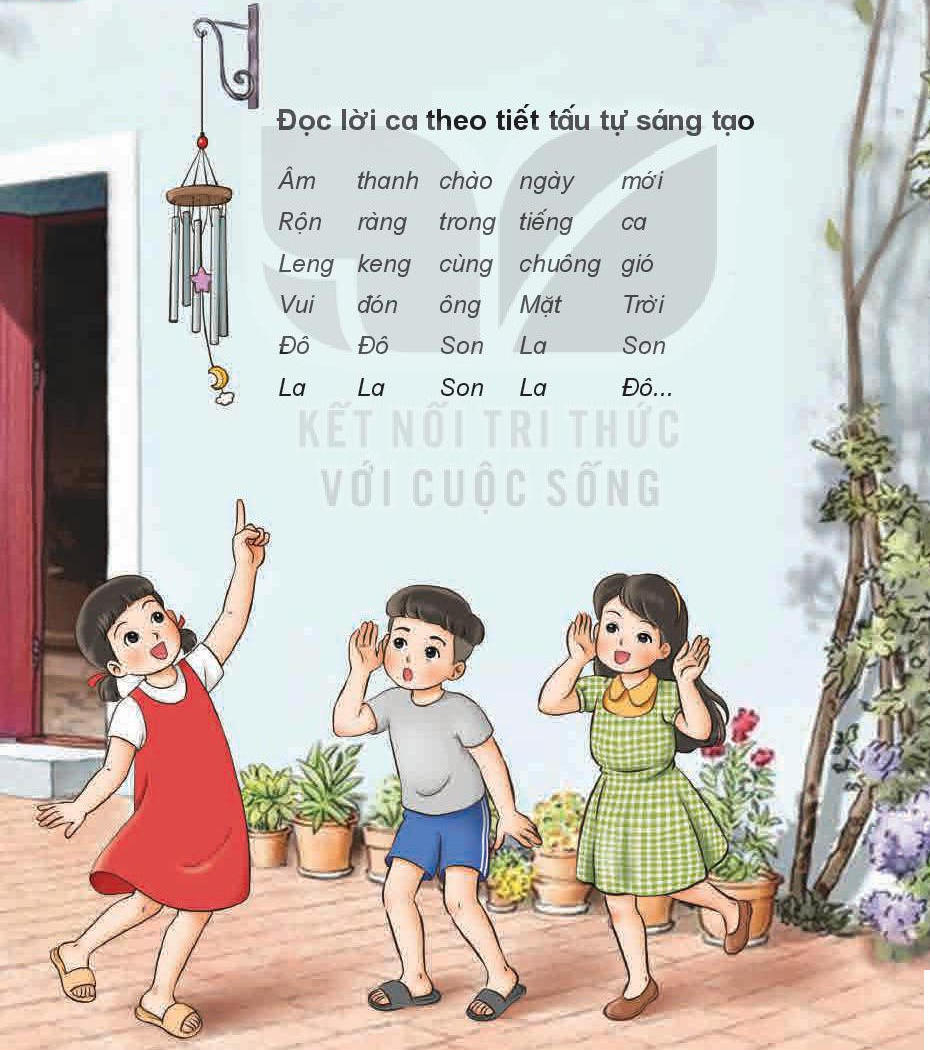 Đọc lời ca theo tiết tấu tự sáng tạo
Âm thanh chào ngày mới
Rộn ràng trong tiếng ca
Leng keng cùng chuông gió
Vui đón ông Mặt Trời
Đô Đô Son La Son
La La Son La Đô...
KẾT NỐI TRI THỨC
VỚI CUỘC SỐNG